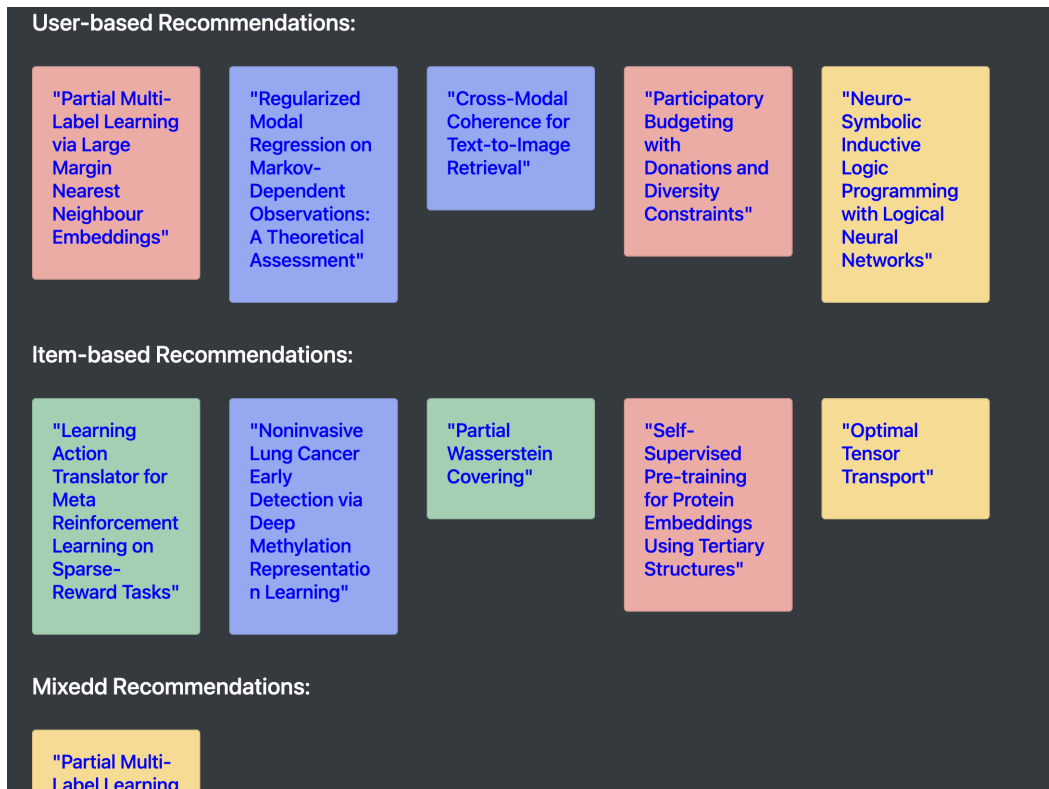 User-based Recommendations:
"Partial Multi-
Label Learning
via Large
Margin
Nearest
Neighbour
Embeddings"
"Regularized
Modal
Regression on
Markov-
Dependent
Observations:
A Theoretical
Assessment"
"Cross-Modal
Coherence for
Text-to-Image
Retrieval"
"Participatory
Budgeting
with
Donations and
Diversity
Constraints"
"Neuro-
Symbolic
Inductive
Logic
Programming
with Logical
Neural
Networks"
Item-based Recommendations:
"Learning
Action
Translator for
Meta
Reinforcement
Learning on
Sparse-
Reward Tasks"
"Noninvasive
Lung Cancer
Early
Detection via
Deep
Methylation
Representatio
n Learning"
"Partial
Wasserstein
Covering"
"Self-
Supervised
Pre-training
for Protein
Embeddings
Using Tertiary
Structures"
"Optimal
Tensor
Transport"
Mixedd Recommendations:
"Partial Multi-
Label Learning